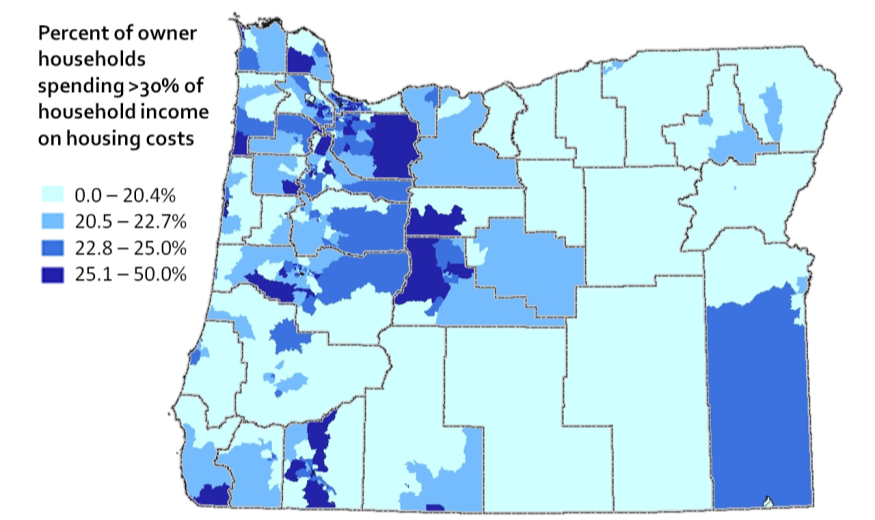 Percent of owner
households
spending >30% of
household income
on housing costs
0.0 – 20.4%
20.5 – 22.7%
22.8 – 25.0%
25.1 – 50.0%